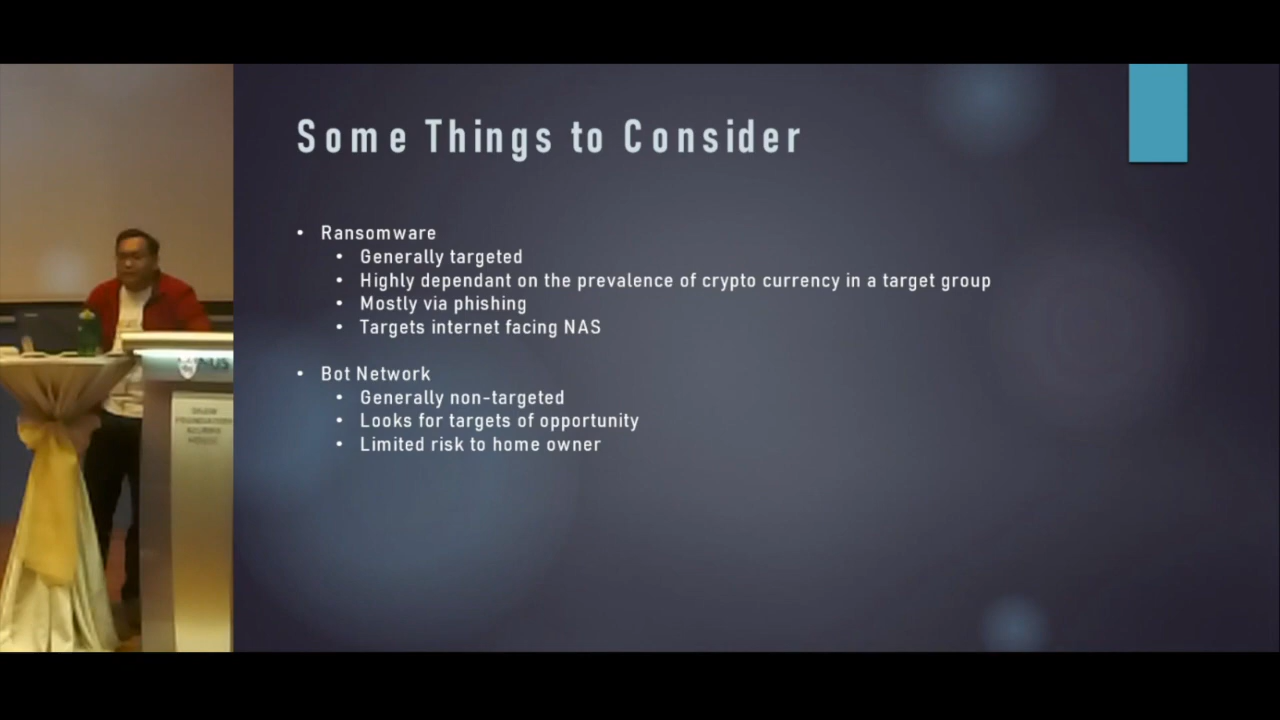 Some Things to Consider
• Ransomware
• Generally targeted
• Highly dependant on the prevalence of crypto currency in a target group
• Mostly via phishing
• Targets internet facing NAS
• Bot Network
• Generally non-targeted
• Looks for targets of opportunity
• Limited risk to home owner
NUS